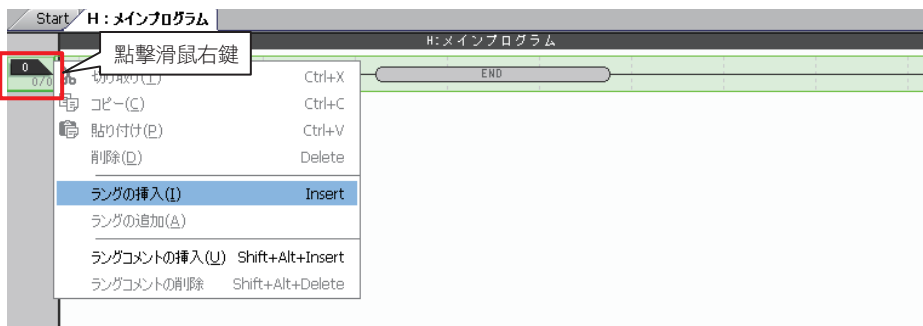 Start H:メインプログラム
H:メインプログラム
點擊滑鼠右鍵
0
0/0
END
切り取り(T) Ctrl+X
コピー(C) Ctrl+C
貼り付け(P) Ctrl+V
削除(D) Delete
ラングの挿入(I) Insert
ラングの追加(A)
ラングコメントの挿入(U) Shift+Alt+Insert
ラングコメントの削除 Shift+Alt+Delete